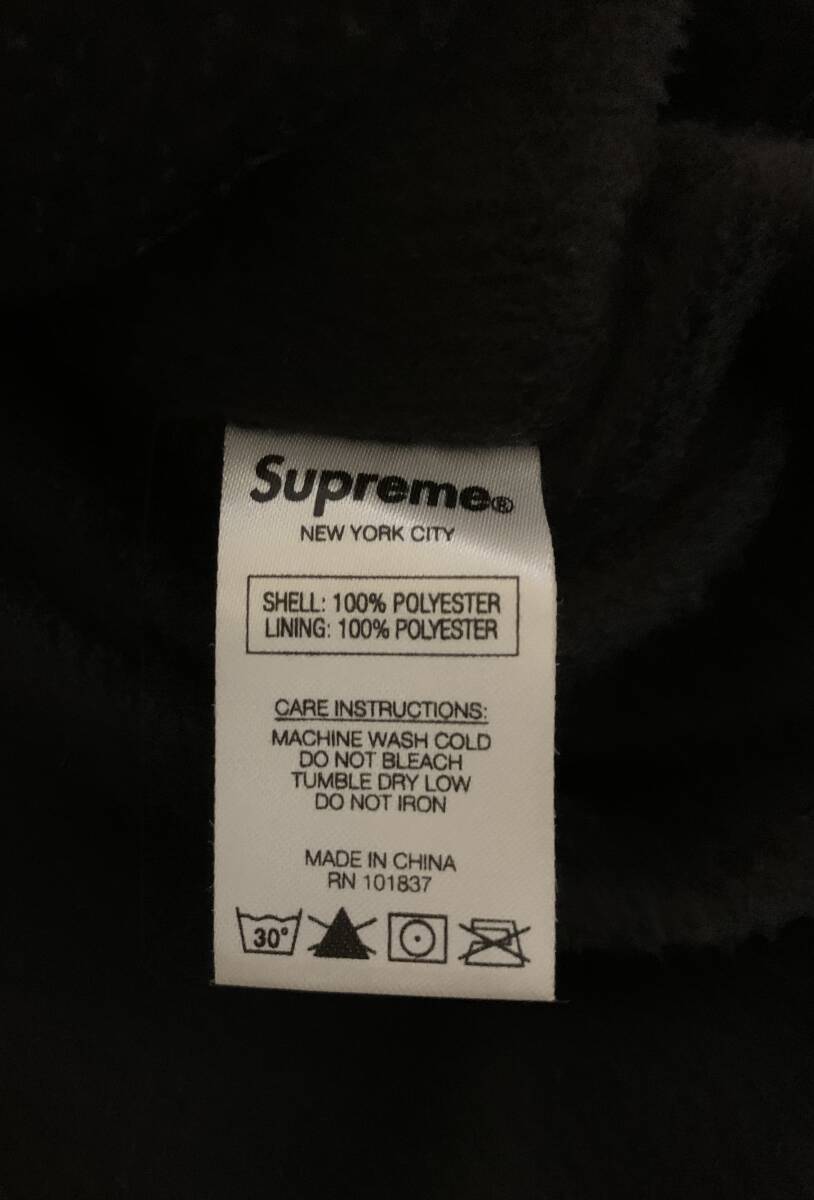 Supreme®
NEW YORK CITY
SHELL: 100% POLYESTER
LINING: 100% POLYESTER
CARE INSTRUCTIONS:
MACHINE WASH COLD
DO NOT BLEACH
TUMBLE DRY LOW
DO NOT IRON
MADE IN CHINA
RN 101837
30°